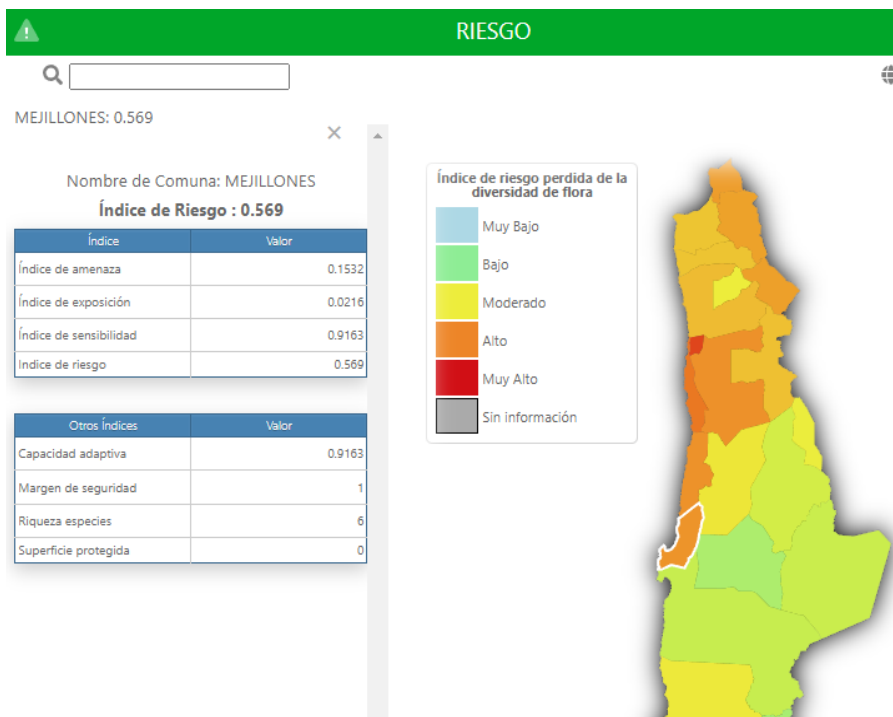 RIESGO
MEJILLONES: 0.569
×
Nombre de Comuna: MEJILLONES
Índice de Riesgo : 0.569
Índice Valor
Índice de amenaza 0.1532
Índice de exposición 0.0216
Índice de sensibilidad 0.9163
Indice de riesgo 0.569
Otros Índices Valor
Capacidad adaptiva 0.9163
Margen de seguridad 1
Riqueza especies 6
Superficie protegida 0
Índice de riesgo perdida de la
diversidad de flora
Muy Bajo
Bajo
Moderado
Alto
Muy Alto
Sin información